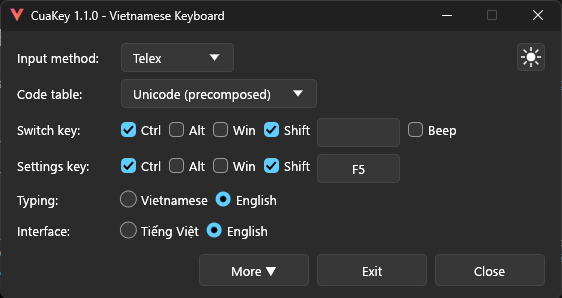 CuaKey 1.1.0 - Vietnamese Keyboard
Input method: Telex ▼
Code table: Unicode (precomposed) ▼
Switch key: Ctrl Alt Win Shift Beep
Settings key: Ctrl Alt Win Shift F5
Typing: Vietnamese English
Interface: Tiếng Việt English
More ▼ Exit Close